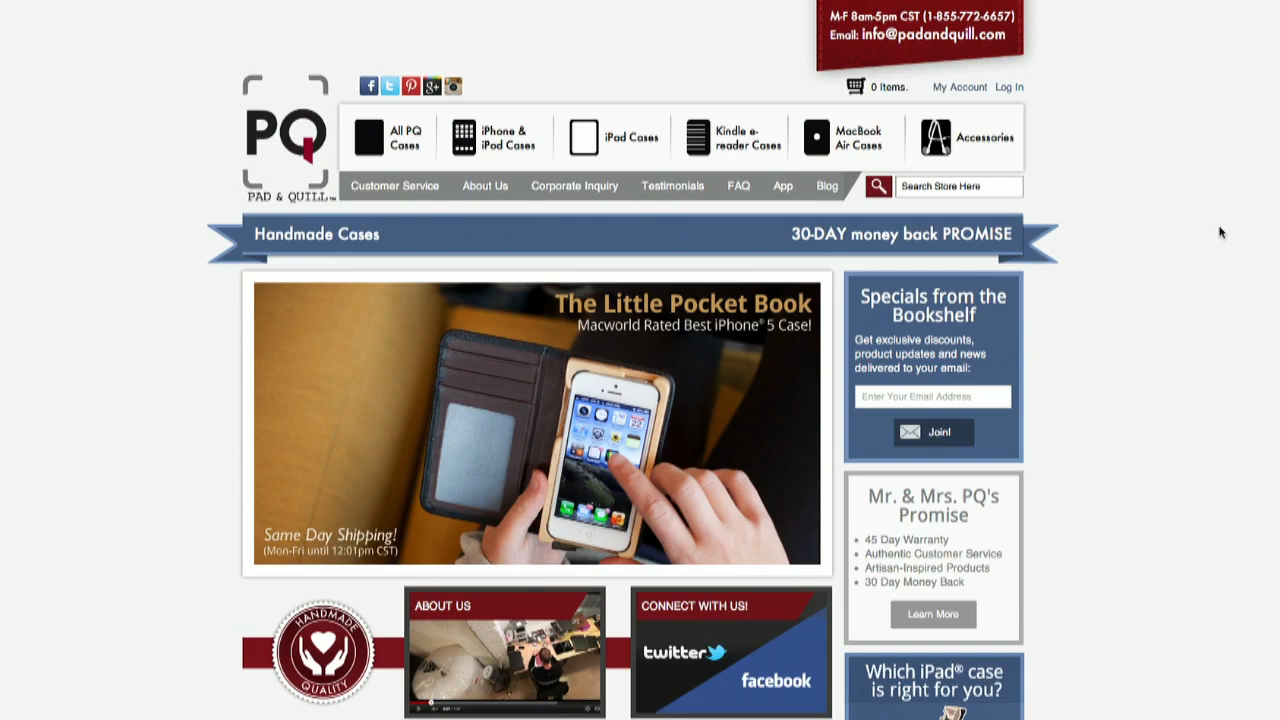 M-F 8am-5pm CST (1-855-772-6657)
Email: info@padandquill.com
0 Items.
My Account
Log In
PQ
PAD & QUILL™
All PQ
Cases
iPhone &
iPod Cases
iPad Cases
Kindle e-
reader Cases
MacBook
Air Cases
Accessories
Customer Service
About Us
Corporate Inquiry
Testimonials
FAQ
App
Blog
Search Store Here
Handmade Cases
30-DAY money back PROMISE
The Little Pocket Book
Macworld Rated Best iPhone® 5 Case!
Same Day Shipping!
(Mon-Fri until 12:01pm CST)
Specials from the
Bookshelf
Get exclusive discounts,
product updates and news
delivered to your email:
Enter Your Email Address
Join!
Mr. & Mrs. PQ's
Promise
45 Day Warranty
Authentic Customer Service
Artisan-Inspired Products
30 Day Money Back
Learn More
HANDMADE
QUALITY
ABOUT US
CONNECT WITH US!
twitter
facebook
Which iPad® case
is right for you?